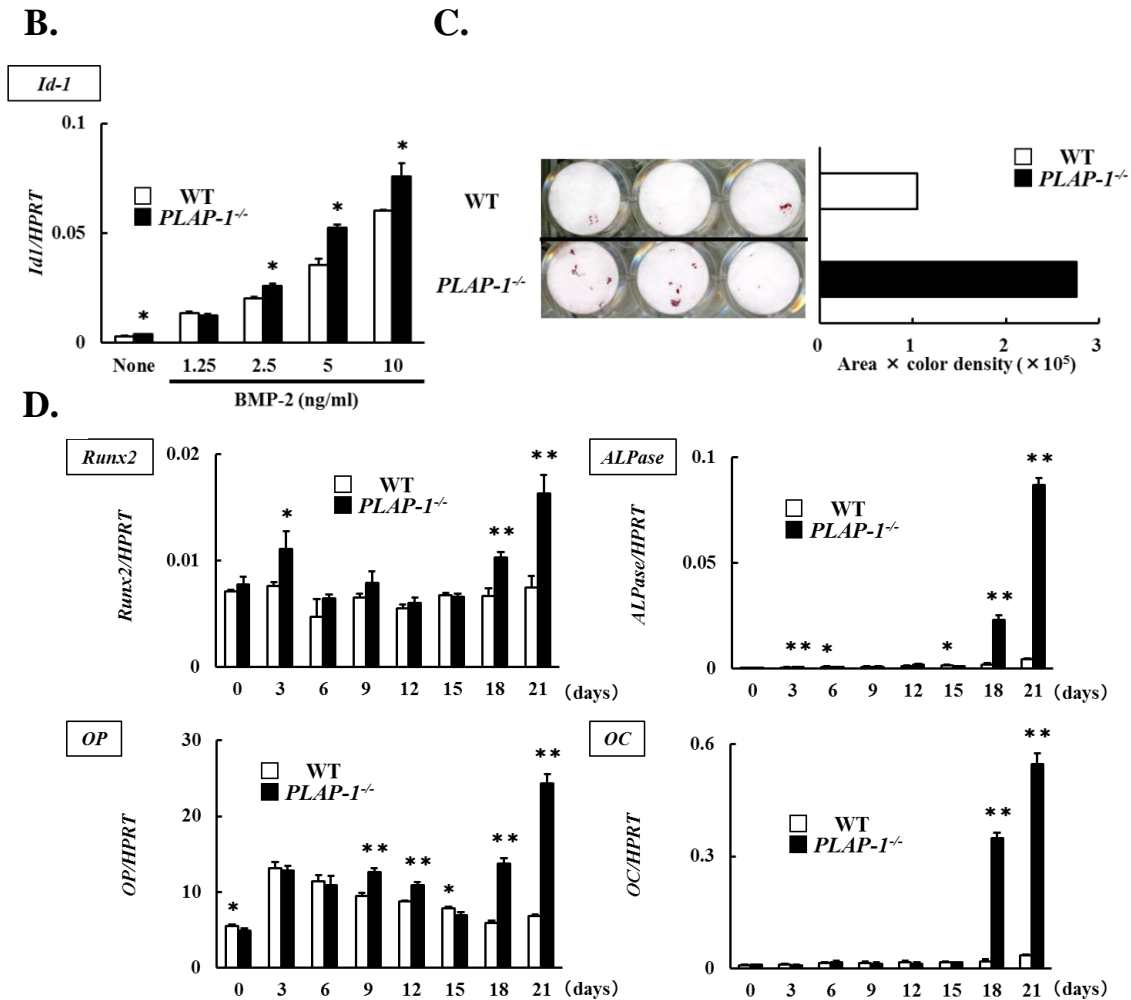 B.
Id-1
Id1/HPRT
0.1
0.05
0
WT
PLAP-1-/-
*
*
*
*
None
1.25
2.5
5
10
BMP-2 (ng/ml)
C.
WT
PLAP-1-/-
WT
PLAP-1-/-
0
1
2
3
Area × color density (×10⁵)
D.
Runx2
Runx2/HPRT
0.02
0.01
0
WT
PLAP-1-/-
*
**
**
0 3 6 9 12 15 18 21 (days)
ALPase
ALPase/HPRT
0.1
0.05
0
WT
PLAP-1-/-
**
*
*
**
**
0 3 6 9 12 15 18 21 (days)
OP
OP/HPRT
30
20
10
0
WT
PLAP-1-/-
*
**
**
*
**
**
0 3 6 9 12 15 18 21 (days)
OC
OC/HPRT
0.6
0.3
0
WT
PLAP-1-/-
**
**
0 3 6 9 12 15 18 21 (days)